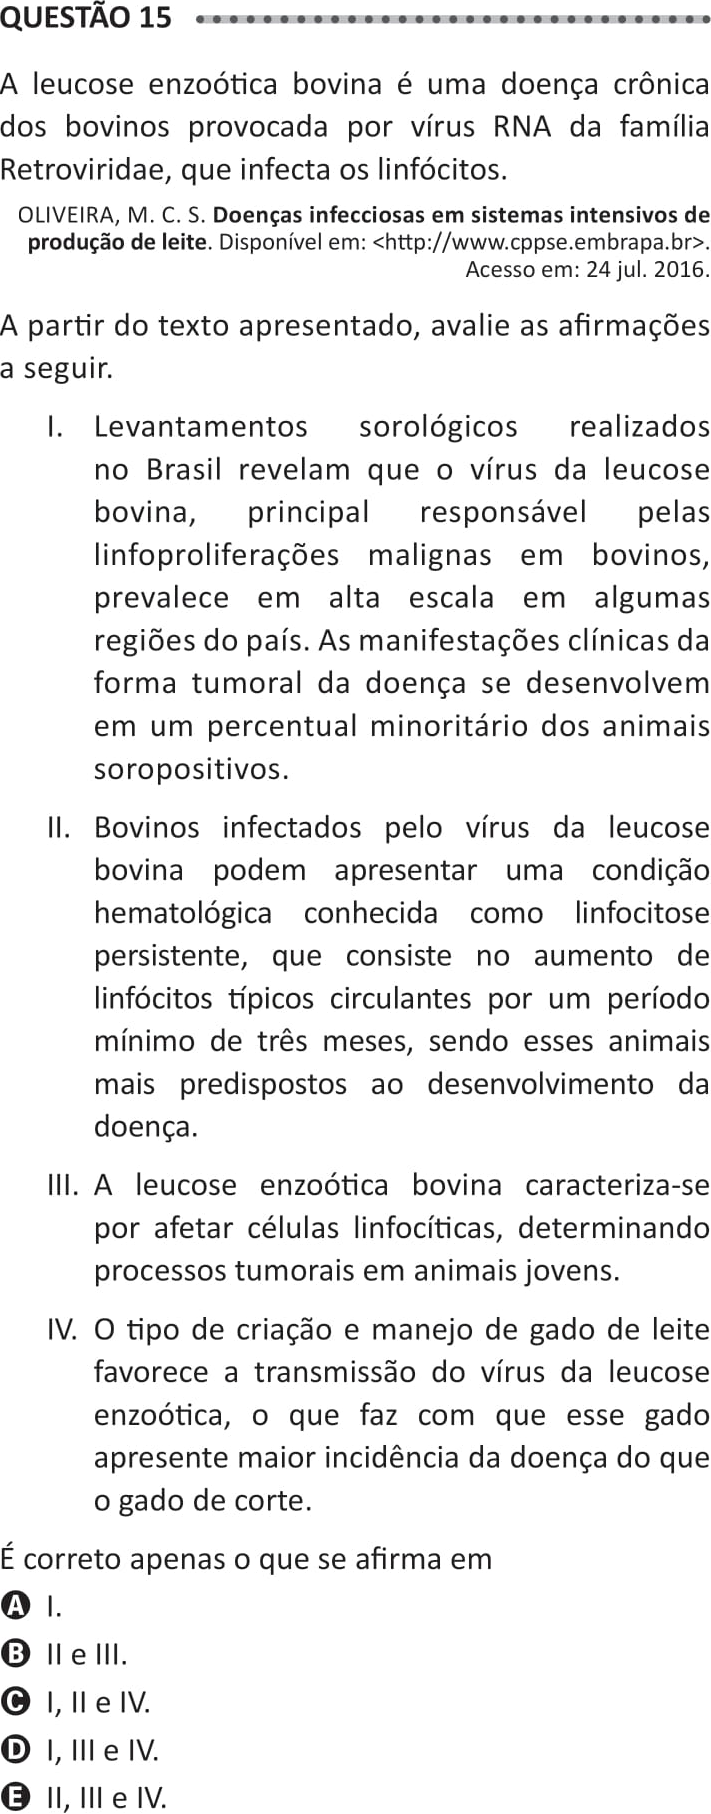 QUESTÃO 15
A leucose enzoótica bovina é uma doença crônica
dos bovinos provocada por vírus RNA da família
Retroviridae, que infecta os linfócitos.
OLIVEIRA, M. C. S. Doenças infecciosas em sistemas intensivos de
produção de leite. Disponível em: <http://www.cppse.embrapa.br>.
Acesso em: 24 jul. 2016.
A partir do texto apresentado, avalie as afirmações
a seguir.
I. Levantamentos sorológicos realizados
no Brasil revelam que o vírus da leucose
bovina, principal responsável pelas
linfoproliferações malignas em bovinos,
prevalece em alta escala em algumas
regiões do país. As manifestações clínicas da
forma tumoral da doença se desenvolvem
em um percentual minoritário dos animais
soropositivos.
II. Bovinos infectados pelo vírus da leucose
bovina podem apresentar uma condição
hematológica conhecida como linfocitose
persistente, que consiste no aumento de
linfócitos típicos circulantes por um período
mínimo de três meses, sendo esses animais
mais predispostos ao desenvolvimento da
doença.
III. A leucose enzoótica bovina caracteriza-se
por afetar células linfocíticas, determinando
processos tumorais em animais jovens.
IV. O tipo de criação e manejo de gado de leite
favorece a transmissão do vírus da leucose
enzoótica, o que faz com que esse gado
apresente maior incidência da doença do que
o gado de corte.
É correto apenas o que se afirma em
A I.
B II e III.
C I, II e IV.
D I, III e IV.
E II, III e IV.